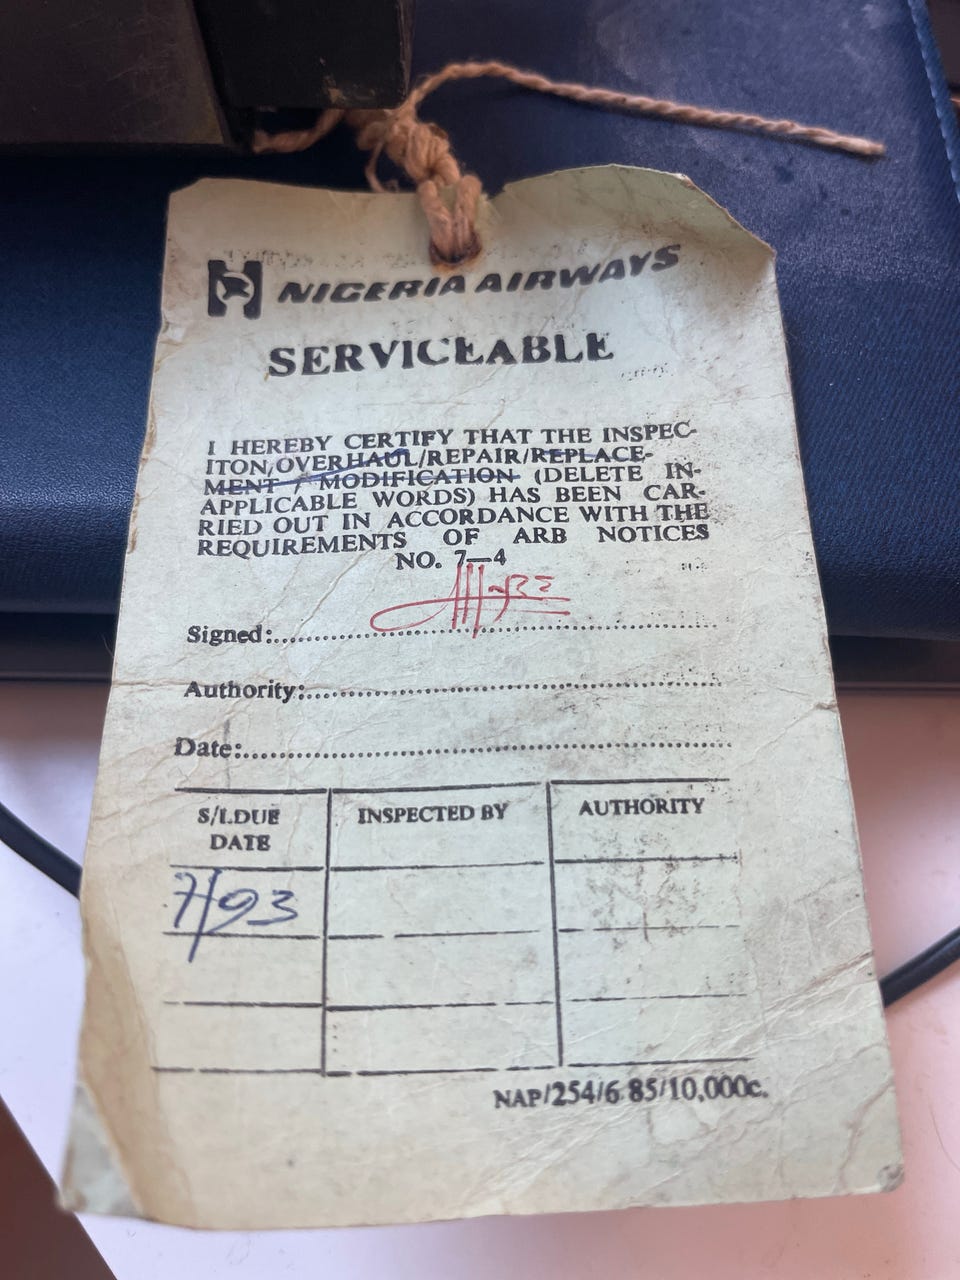 NIGERIA AIRWAYS
SERVICEABLE
I HEREBY CERTIFY THAT THE INSPEC-
ITON/OVERHAUL/REPAIR/REPLACE-
MENT / MODIFICATION (DELETE IN-
APPLICABLE WORDS) HAS BEEN CAR-
RIED OUT IN ACCORDANCE WITH THE
REQUIREMENTS OF ARB NOTICES
NO. 7—4
Signed:
Authority:
Date:
S/I.DUE DATE INSPECTED BY AUTHORITY
7/93
NAP/254/6 85/10,000c.